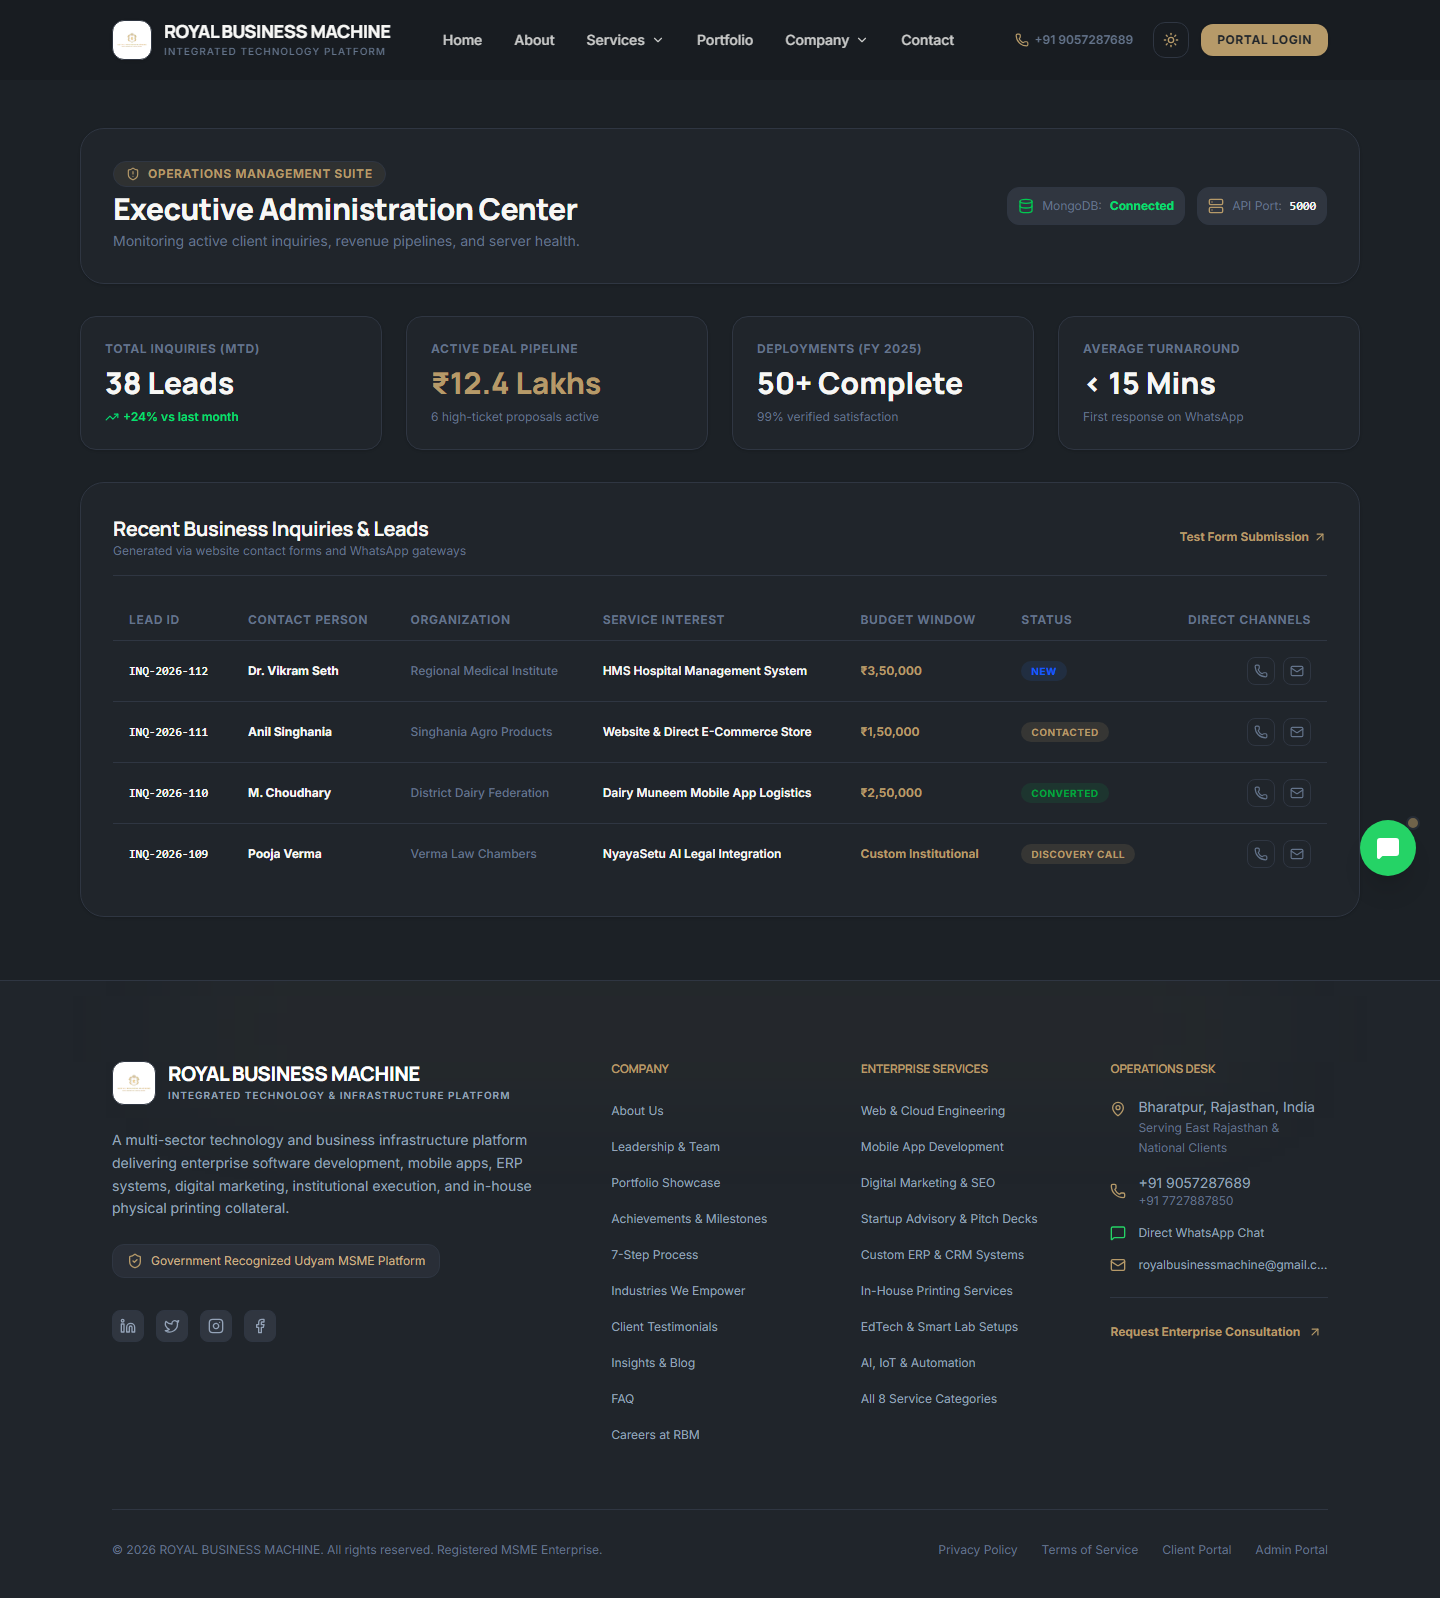 ROYAL BUSINESS MACHINE
INTEGRATED TECHNOLOGY PLATFORM
Home
About
Services
Portfolio
Company
Contact
+91 9057287689
PORTAL LOGIN
OPERATIONS MANAGEMENT SUITE
Executive Administration Center
Monitoring active client inquiries, revenue pipelines, and server health.
MongoDB: Connected
API Port: 5000
TOTAL INQUIRIES (MTD)
38 Leads
+24% vs last month
ACTIVE DEAL PIPELINE
₹12.4 Lakhs
6 high-ticket proposals active
DEPLOYMENTS (FY 2025)
50+ Complete
99% verified satisfaction
AVERAGE TURNAROUND
< 15 Mins
First response on WhatsApp
Recent Business Inquiries & Leads
Generated via website contact forms and WhatsApp gateways
Test Form Submission
LEAD ID CONTACT PERSON ORGANIZATION SERVICE INTEREST BUDGET WINDOW STATUS DIRECT CHANNELS
INQ-2026-112 Dr. Vikram Seth Regional Medical Institute HMS Hospital Management System ₹3,50,000 NEW
INQ-2026-111 Anil Singhania Singhania Agro Products Website & Direct E-Commerce Store ₹1,50,000 CONTACTED
INQ-2026-110 M. Choudhary District Dairy Federation Dairy Muneem Mobile App Logistics ₹2,50,000 CONVERTED
INQ-2026-109 Pooja Verma Verma Law Chambers NyayaSetu AI Legal Integration Custom Institutional DISCOVERY CALL
ROYAL BUSINESS MACHINE
INTEGRATED TECHNOLOGY & INFRASTRUCTURE PLATFORM
A multi-sector technology and business infrastructure platform
delivering enterprise software development, mobile apps, ERP
systems, digital marketing, institutional execution, and in-house
physical printing collateral.
Government Recognized Udyam MSME Platform
COMPANY
About Us
Leadership & Team
Portfolio Showcase
Achievements & Milestones
7-Step Process
Industries We Empower
Client Testimonials
Insights & Blog
FAQ
Careers at RBM
ENTERPRISE SERVICES
Web & Cloud Engineering
Mobile App Development
Digital Marketing & SEO
Startup Advisory & Pitch Decks
Custom ERP & CRM Systems
In-House Printing Services
EdTech & Smart Lab Setups
AI, IoT & Automation
All 8 Service Categories
OPERATIONS DESK
Bharatpur, Rajasthan, India
Serving East Rajasthan &
National Clients
+91 9057287689
+91 7727887850
Direct WhatsApp Chat
royalbusinessmachine@gmail.c...
Request Enterprise Consultation
© 2026 ROYAL BUSINESS MACHINE. All rights reserved. Registered MSME Enterprise.
Privacy Policy
Terms of Service
Client Portal
Admin Portal